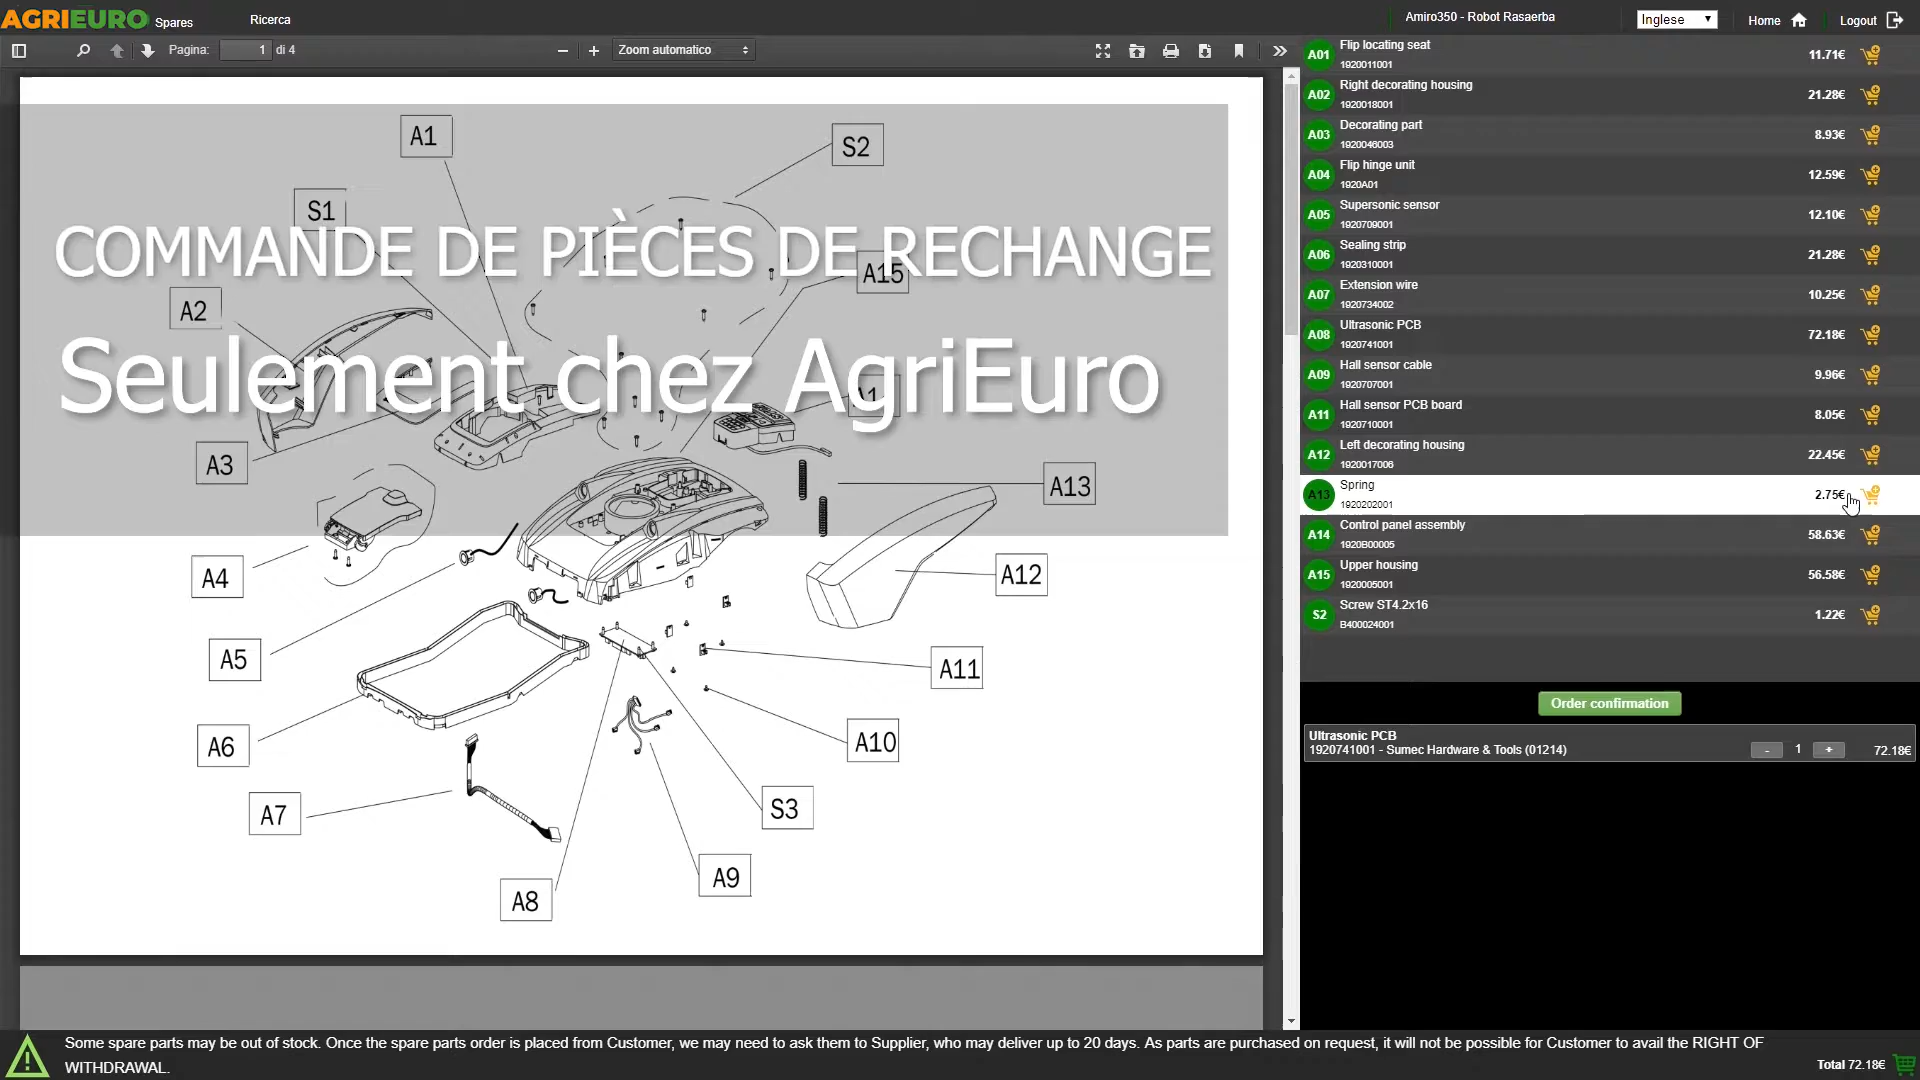 AGRIEURO Spares
Ricerca
Amiro350 - Robot Rasaerba
Inglese
Home
Logout
Pagina: 1 di 4
Zoom automatico
COMMANDE DE PIÈCES DE RECHANGE
Seulement chez AgriEuro
A1
S2
S1
A15
A2
A3
A13
A4
A12
A5
A11
A6
A10
A7
S3
A9
A8
A01 Flip locating seat 11.71€
1920011001
A02 Right decorating housing 21.28€
1920018001
A03 Decorating part 8.93€
1920046003
A04 Flip hinge unit 12.59€
1920A01
A05 Supersonic sensor 12.10€
1920709001
A06 Sealing strip 21.28€
1920310001
A07 Extension wire 10.25€
1920734002
A08 Ultrasonic PCB 72.18€
1920741001
A09 Hall sensor cable 9.96€
1920707001
A11 Hall sensor PCB board 8.05€
1920710001
A12 Left decorating housing 22.45€
1920017006
A13 Spring 2.75€
1920202001
A14 Control panel assembly 58.63€
1920B00005
A15 Upper housing 56.58€
1920005001
S2 Screw ST4.2x16 1.22€
B400024001
Order confirmation
Ultrasonic PCB
1920741001 - Sumec Hardware & Tools (01214) - 1 + 72.18€
Some spare parts may be out of stock. Once the spare parts order is placed from Customer, we may need to ask them to Supplier, who may deliver up to 20 days. As parts are purchased on request, it will not be possible for Customer to avail the RIGHT OF
WITHDRAWAL.
Total 72.18€